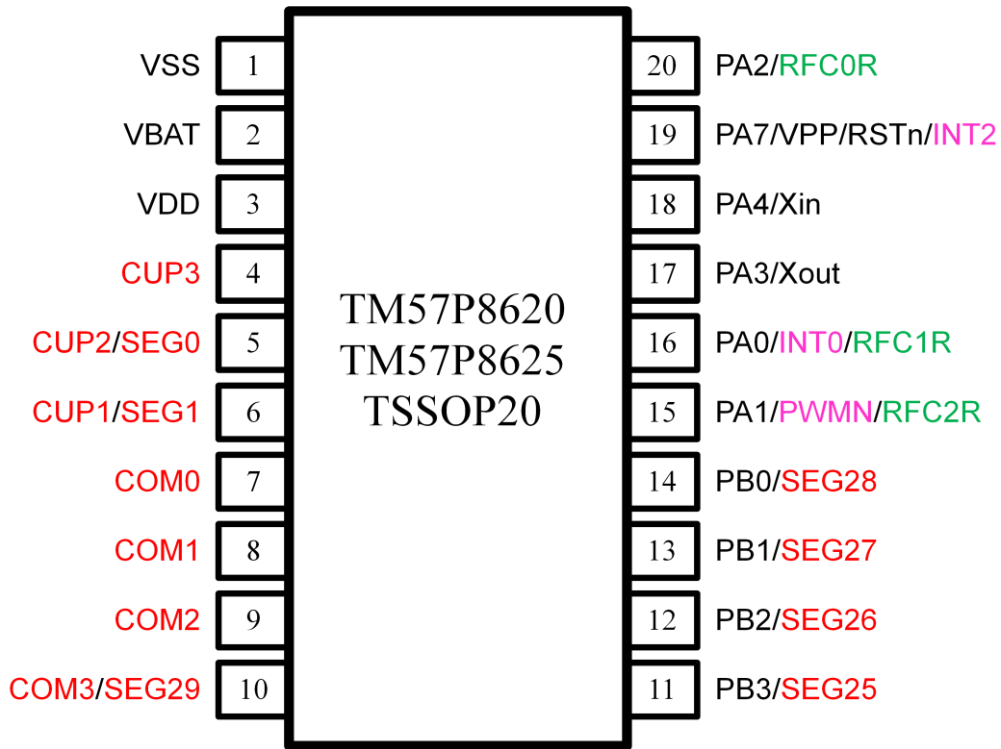 VSS 1
VBAT 2
VDD 3
CUP3 4
CUP2/SEG0 5
CUP1/SEG1 6
COM0 7
COM1 8
COM2 9
COM3/SEG29 10
TM57P8620
TM57P8625
TSSOP20
20 PA2/RFC0R
19 PA7/VPP/RSTn/INT2
18 PA4/Xin
17 PA3/Xout
16 PA0/INT0/RFC1R
15 PA1/PWMN/RFC2R
14 PB0/SEG28
13 PB1/SEG27
12 PB2/SEG26
11 PB3/SEG25